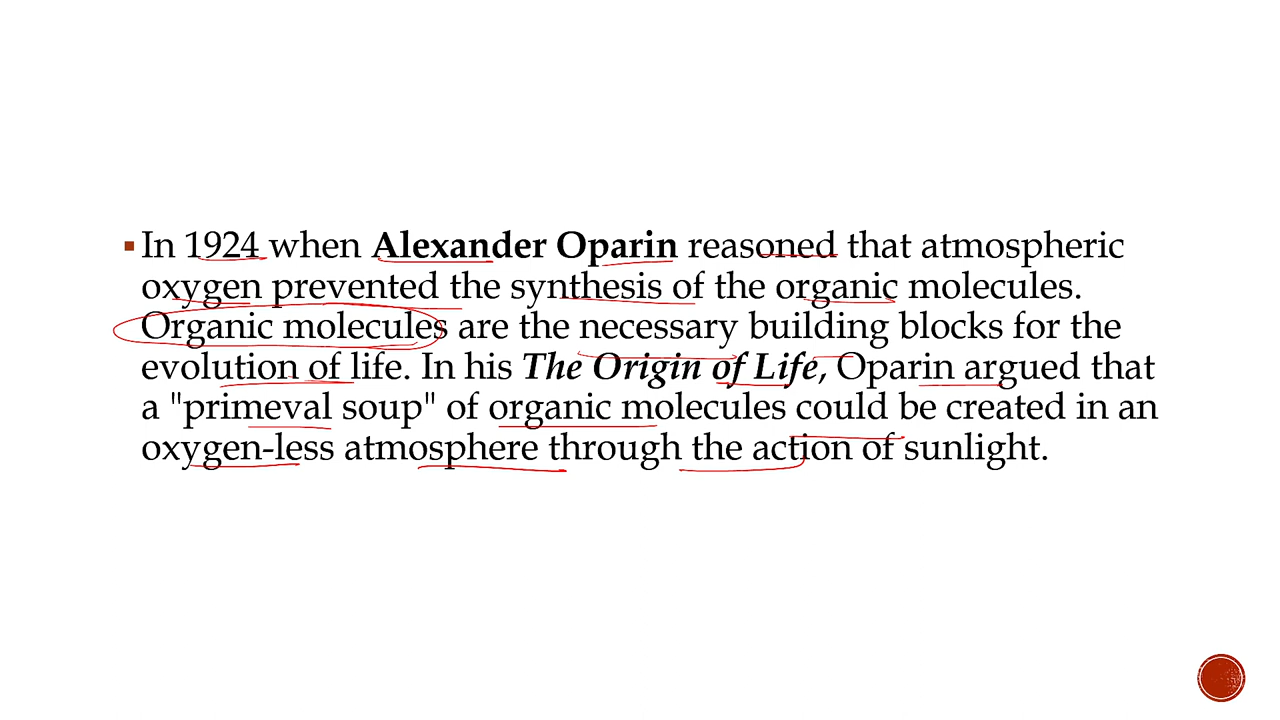 In 1924 when Alexander Oparin reasoned that atmospheric
oxygen prevented the synthesis of the organic molecules.
Organic molecules are the necessary building blocks for the
evolution of life. In his The Origin of Life, Oparin argued that
a "primeval soup" of organic molecules could be created in an
oxygen-less atmosphere through the action of sunlight.